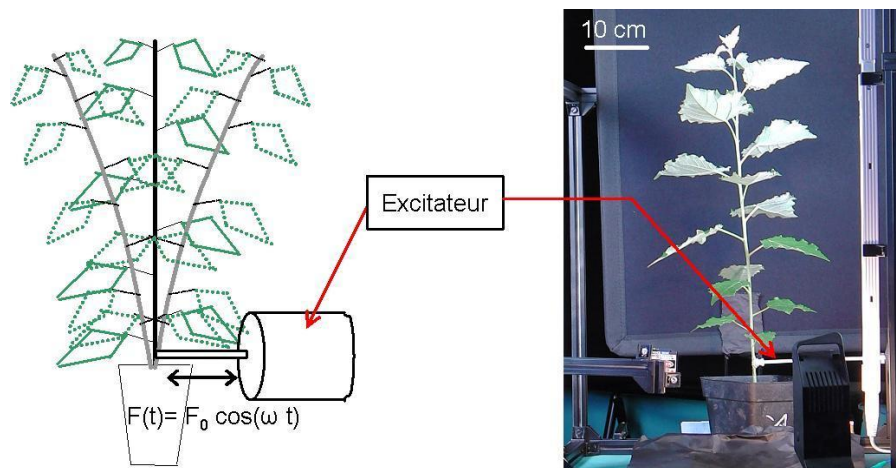 10 cm
Excitateur
F(t)= F₀ cos(ω t)